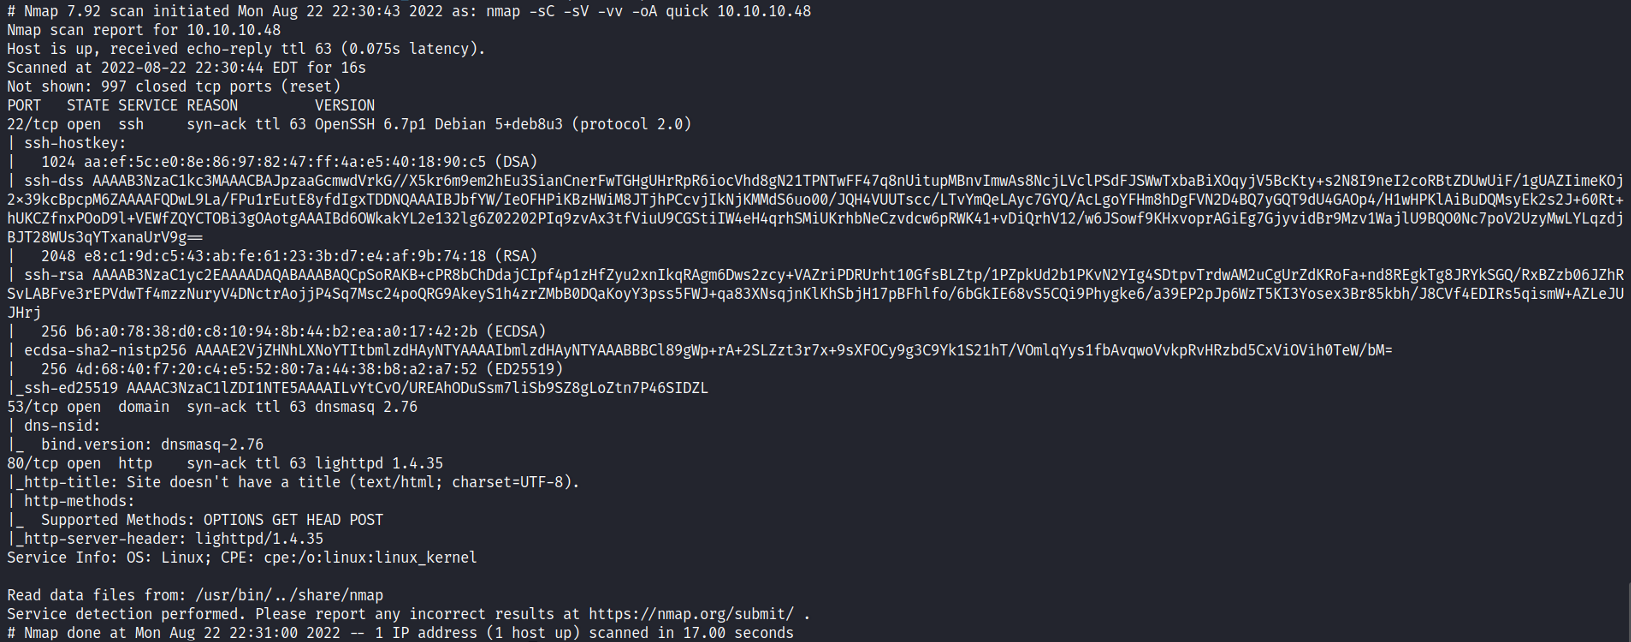 # Nmap 7.92 scan initiated Mon Aug 22 22:30:43 2022 as: nmap -sC -sV -vv -oA quick 10.10.10.48
Nmap scan report for 10.10.10.48
Host is up, received echo-reply ttl 63 (0.075s latency).
Scanned at 2022-08-22 22:30:44 EDT for 16s
Not shown: 997 closed tcp ports (reset)
PORT   STATE SERVICE REASON         VERSION
22/tcp open  ssh     syn-ack ttl 63 OpenSSH 6.7p1 Debian 5+deb8u3 (protocol 2.0)
| ssh-hostkey:
|   1024 aa:ef:5c:e0:8e:86:97:82:47:ff:4a:e5:40:18:90:c5 (DSA)
| ssh-dss AAAAB3NzaC1kc3MAAACBAJpzaaGcmwdVrkG//X5kr6m9em2hEu3SianCnerFwTGHgUHrRpR6iocVhd8gN21TPNTwFF47q8nUitupMBnvImwAs8NcjLVclPSdFJSWwTxbaBiXOqyjV5BcKty+s2N8I9neI2coRBtZDUwUiF/1gUAZIimeKOj
2×39kcBpcpM6ZAAAAFQDwL9La/FPu1rEutE8yfdIgxTDDNQAAAIBJbfYW/IeOFHPiKBzHWiM8JTjhPCcvjIkNjKMMdS6uo00/JQH4VUUTscc/LTvYmQeLAyc7GYQ/AcLgoYFHm8hDgFVN2D4BQ7yGQT9dU4GAOp4/H1wHPKlAiBuDQMsyEk2s2J+60Rt+
hUKCZfnxPOoD9l+VEWfZQYCTOBi3gOAotgAAAIBd6OWkakYL2e132lg6Z02202PIq9zvAx3tfViuU9CGStiIW4eH4qrhSMiUKrhbNeCzvdcw6pRWK41+vDiQrhV12/w6JSowf9KHxvoprAGiEg7GjyvidBr9Mzv1WajlU9BQO0Nc7poV2UzyMwLYLqzdj
BJT28WUs3qYTxanaUrV9g==
|   2048 e8:c1:9d:c5:43:ab:fe:61:23:3b:d7:e4:af:9b:74:18 (RSA)
| ssh-rsa AAAAB3NzaC1yc2EAAAADAQABAAABAQCpSoRAKB+cPR8bChDdajCIpf4p1zHfZyu2xnIkqRAgm6Dws2zcy+VAZriPDRUrht10GfsBLZtp/1PZpkUd2b1PKvN2YIg4SDtpvTrdwAM2uCgUrZdKRoFa+nd8REgkTg8JRYkSGQ/RxBZzb06JZhR
SvLABFve3rEPVdwTf4mzzNuryV4DNctrAojjP4Sq7Msc24poQRG9AkeyS1h4zrZMbB0DQaKoyY3pss5FWJ+qa83XNsqjnKlKhSbjH17pBFhlfo/6bGkIE68vS5CQi9Phygke6/a39EP2pJp6WzT5KI3Yosex3Br85kbh/J8CVf4EDIRs5qismW+AZLeJU
JHrj
|   256 b6:a0:78:38:d0:c8:10:94:8b:44:b2:ea:a0:17:42:2b (ECDSA)
| ecdsa-sha2-nistp256 AAAAE2VjZHNhLXNoYTItbmlzdHAyNTYAAAAIbmlzdHAyNTYAAABBBCl89gWp+rA+2SLZzt3r7x+9sXFOCy9g3C9Yk1S21hT/VOmlqYys1fbAvqwoVvkpRvHRzbd5CxViOVih0TeW/bM=
|   256 4d:68:40:f7:20:c4:e5:52:80:7a:44:38:b8:a2:a7:52 (ED25519)
|_ssh-ed25519 AAAAC3NzaC1lZDI1NTE5AAAAILvYtCvO/UREAhODuSsm7liSb9SZ8gLoZtn7P46SIDZL
53/tcp open  domain  syn-ack ttl 63 dnsmasq 2.76
| dns-nsid:
|_  bind.version: dnsmasq-2.76
80/tcp open  http    syn-ack ttl 63 lighttpd 1.4.35
|_http-title: Site doesn't have a title (text/html; charset=UTF-8).
| http-methods:
|_  Supported Methods: OPTIONS GET HEAD POST
|_http-server-header: lighttpd/1.4.35
Service Info: OS: Linux; CPE: cpe:/o:linux:linux_kernel

Read data files from: /usr/bin/../share/nmap
Service detection performed. Please report any incorrect results at https://nmap.org/submit/ .
# Nmap done at Mon Aug 22 22:31:00 2022 -- 1 IP address (1 host up) scanned in 17.00 seconds